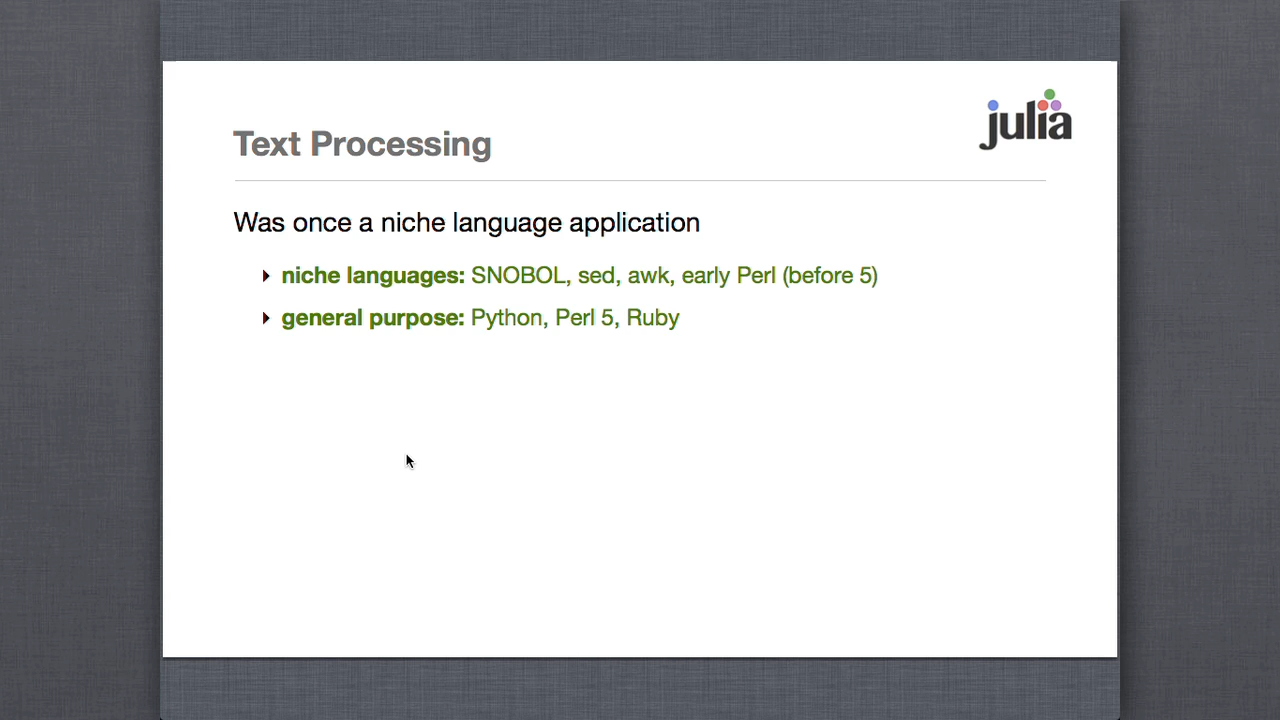 julia
Text Processing
Was once a niche language application
niche languages: SNOBOL, sed, awk, early Perl (before 5)
general purpose: Python, Perl 5, Ruby